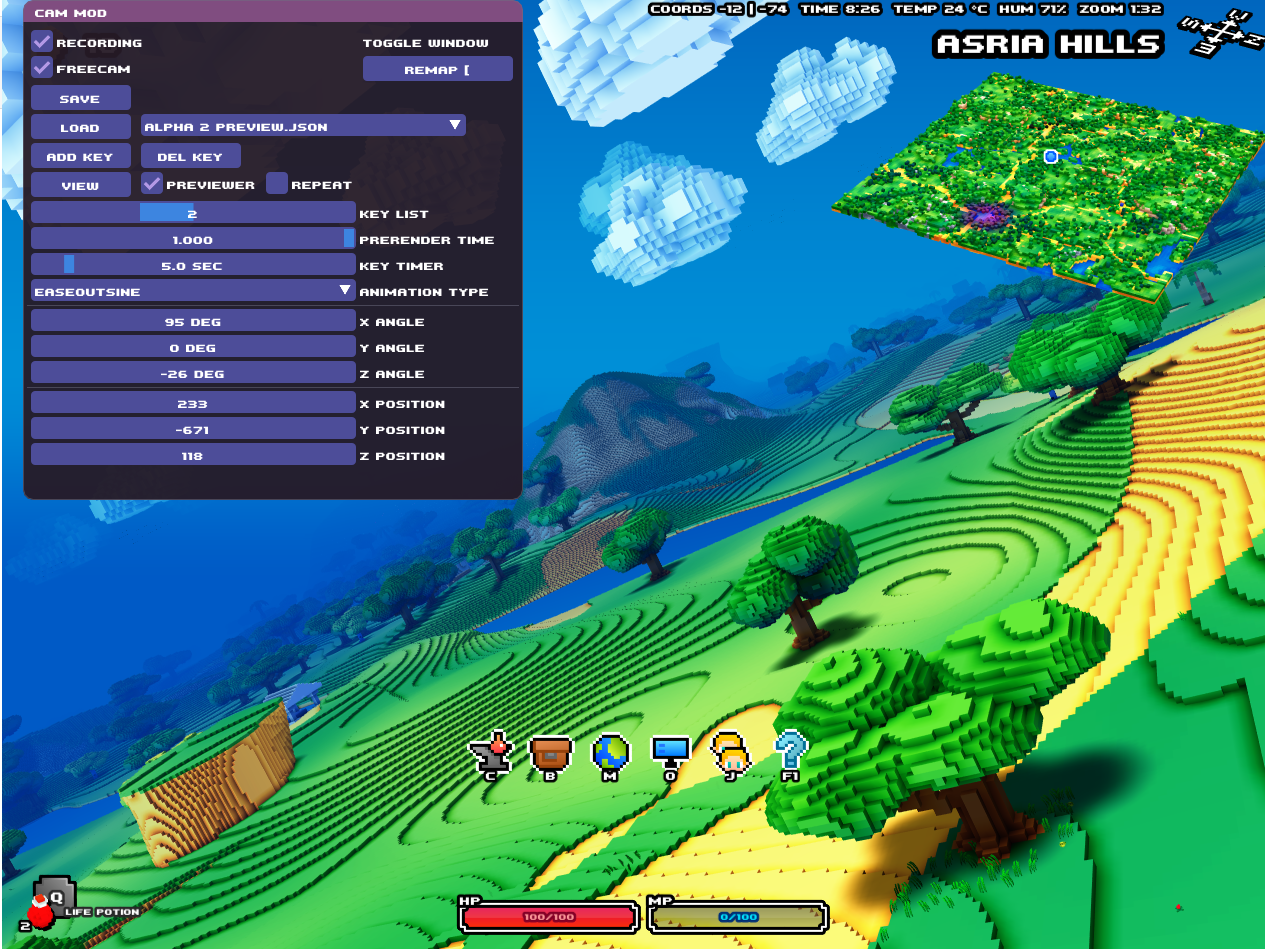 CAM MOD
RECORDING
TOGGLE WINDOW
FREECAM
REMAP [
SAVE
LOAD
ALPHA 2 PREVIEW.JSON
ADD KEY
DEL KEY
VIEW
PREVIEWER
REPEAT
2
KEY LIST
1.000
PRERENDER TIME
5.0 SEC
KEY TIMER
EASEOUTSINE
ANIMATION TYPE
95 DEG
X ANGLE
0 DEG
Y ANGLE
-26 DEG
Z ANGLE
233
X POSITION
-671
Y POSITION
118
Z POSITION
COORDS -12 | -74 TIME 8:26 TEMP 24 °C HUM 71% ZOOM 1:32
ASRIA HILLS
S
W
E
N
C
B
M
O
J
F1
Q
2
LIFE POTION
HP
100/100
MP
0/100